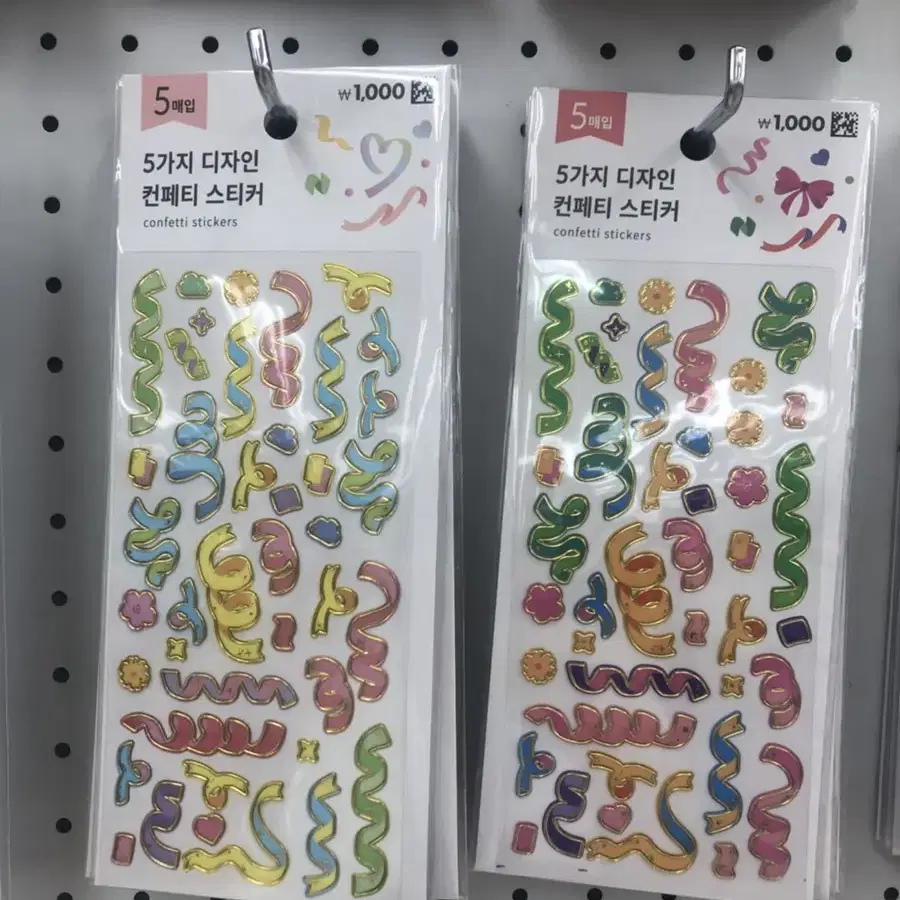 5매입
₩1,000
5가지 디자인
컨페티 스티커
confetti stickers
5매입
₩1,000
5가지 디자인
컨페티 스티커
confetti stickers